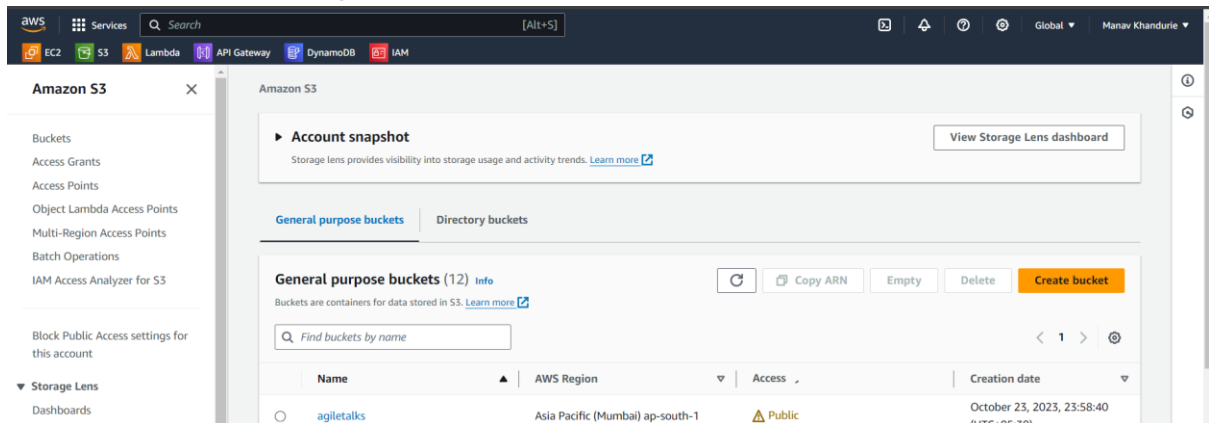 aws
Services
Search
[Alt+S]
Global
Manav Khandurie
EC2
S3
Lambda
API Gateway
DynamoDB
IAM
Amazon S3
Buckets
Access Grants
Access Points
Object Lambda Access Points
Multi-Region Access Points
Batch Operations
IAM Access Analyzer for S3
Block Public Access settings for
this account
Storage Lens
Dashboards
Amazon S3
Account snapshot
View Storage Lens dashboard
Storage lens provides visibility into storage usage and activity trends. Learn more
General purpose buckets
Directory buckets
General purpose buckets (12) Info
Copy ARN
Empty
Delete
Create bucket
Buckets are containers for data stored in S3. Learn more
Find buckets by name
1
Name
AWS Region
Access
Creation date
agiletalks
Asia Pacific (Mumbai) ap-south-1
Public
October 23, 2023, 23:58:40